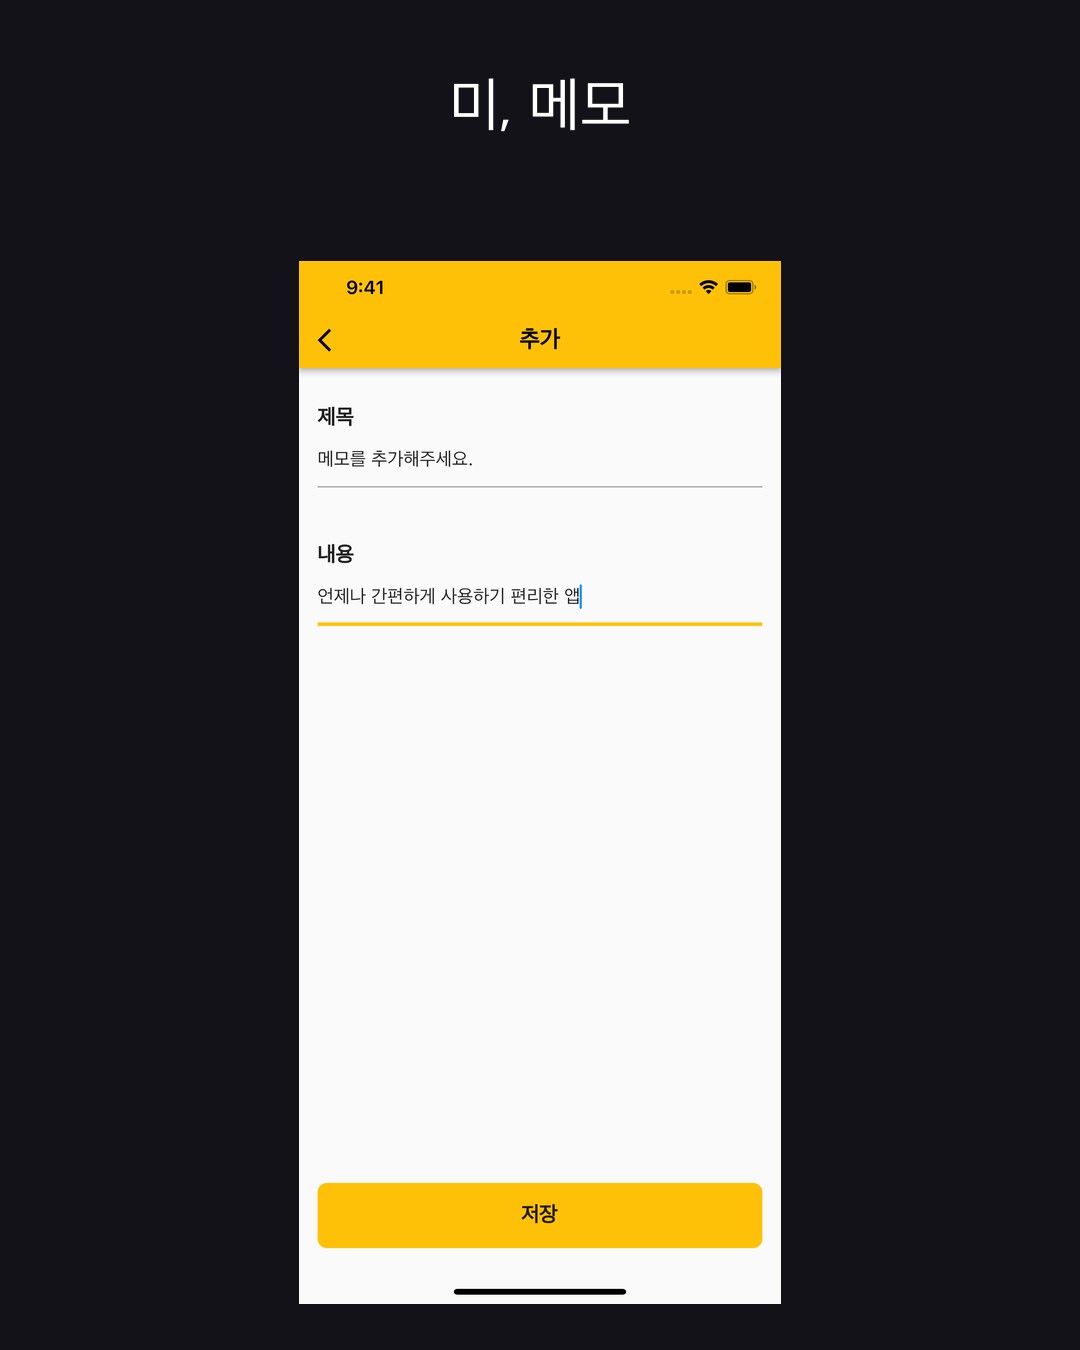 미, 메모
9:41
추가
제목
메모를 추가해주세요.
내용
언제나 간편하게 사용하기 편리한 앱
저장